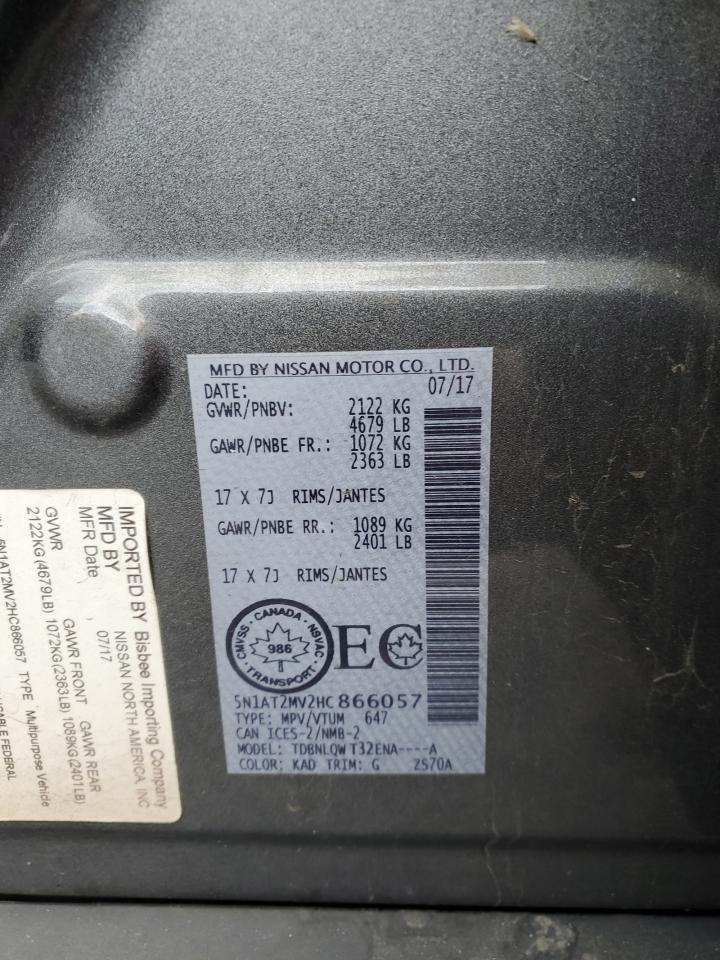 MFD BY NISSAN MOTOR CO., LTD.
DATE: 07/17
GVWR/PNBV: 2122 KG
4679 LB
GAWR/PNBE FR.: 1072 KG
2363 LB
17 X 7J RIMS/JANTES
GAWR/PNBE RR.: 1089 KG
2401 LB
17 X 7J RIMS/JANTES
CANADA
CMVSS NSVAC
986
TRANSPORT
EC
5N1AT2MV2HC866057
TYPE: MPV/VTUM 647
CAN ICES-2/NMB-2
MODEL: TDBNLQW T32ENA----A
COLOR: KAD TRIM: G 2S70A
IMPORTED BY Bisbee Importing Company
MFD BY NISSAN NORTH AMERICA, INC
MFR Date ) 07/17
GAWR FRONT GAWR REAR
GVWR
2122KG(4679LB) 1072KG(2363LB) 1089KG(2401LB)
5N1AT2MV2HC866057 TYPE Multipurpose Vehicle
FEDERAL